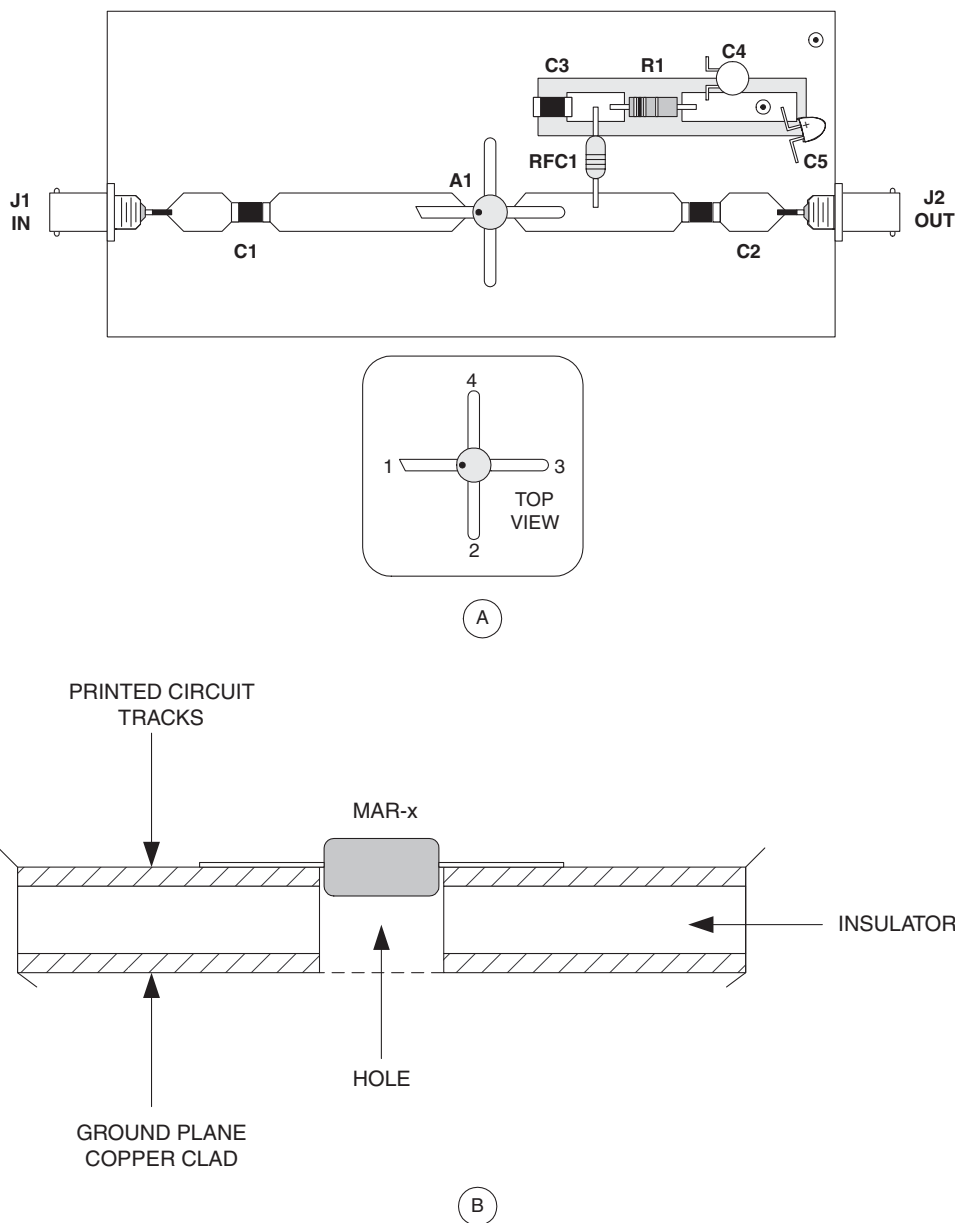 C3
R1
C4
RFC1
C5
A1
J1
IN
C1
C2
J2
OUT
4
1
3
TOP
VIEW
2
A
PRINTED CIRCUIT
TRACKS
MAR-x
INSULATOR
HOLE
GROUND PLANE
COPPER CLAD
B